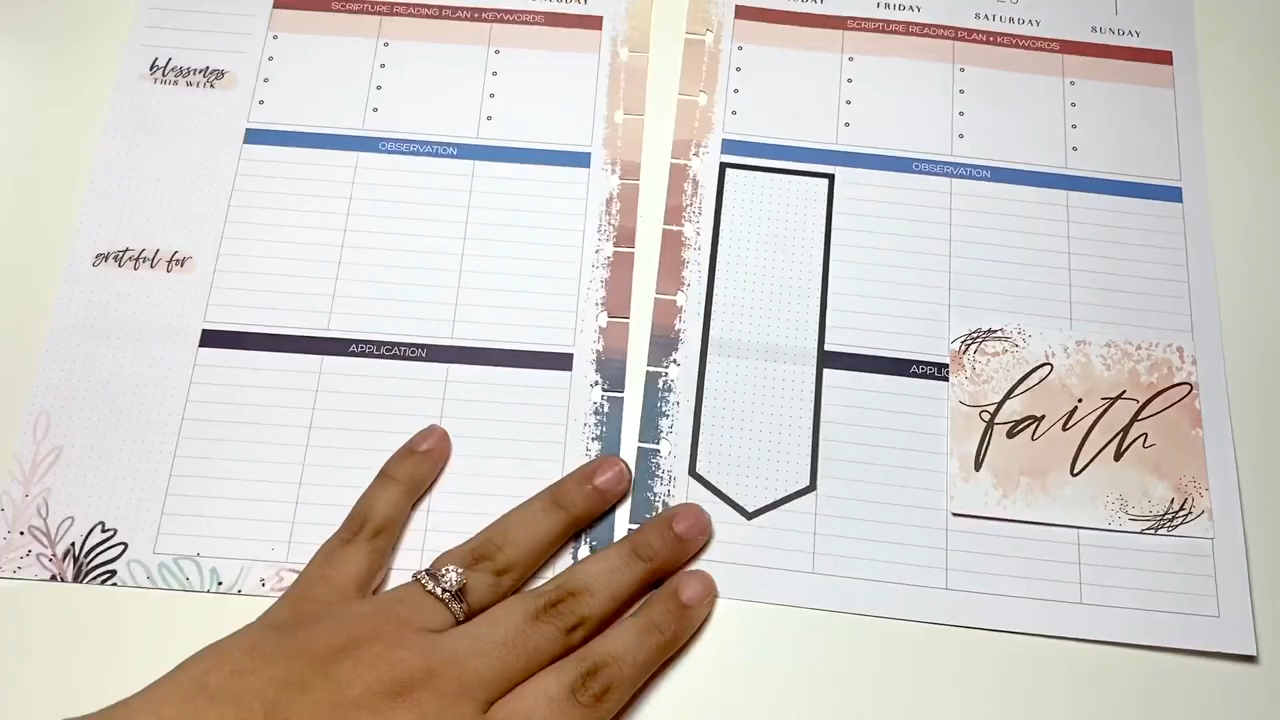 SCRIPTURE READING PLAN + KEYWORDS
blessings
THIS WEEK
OBSERVATION
grateful for
APPLICATION
FRIDAY
SATURDAY
SUNDAY
SCRIPTURE READING PLAN + KEYWORDS
OBSERVATION
APPLIC
faith